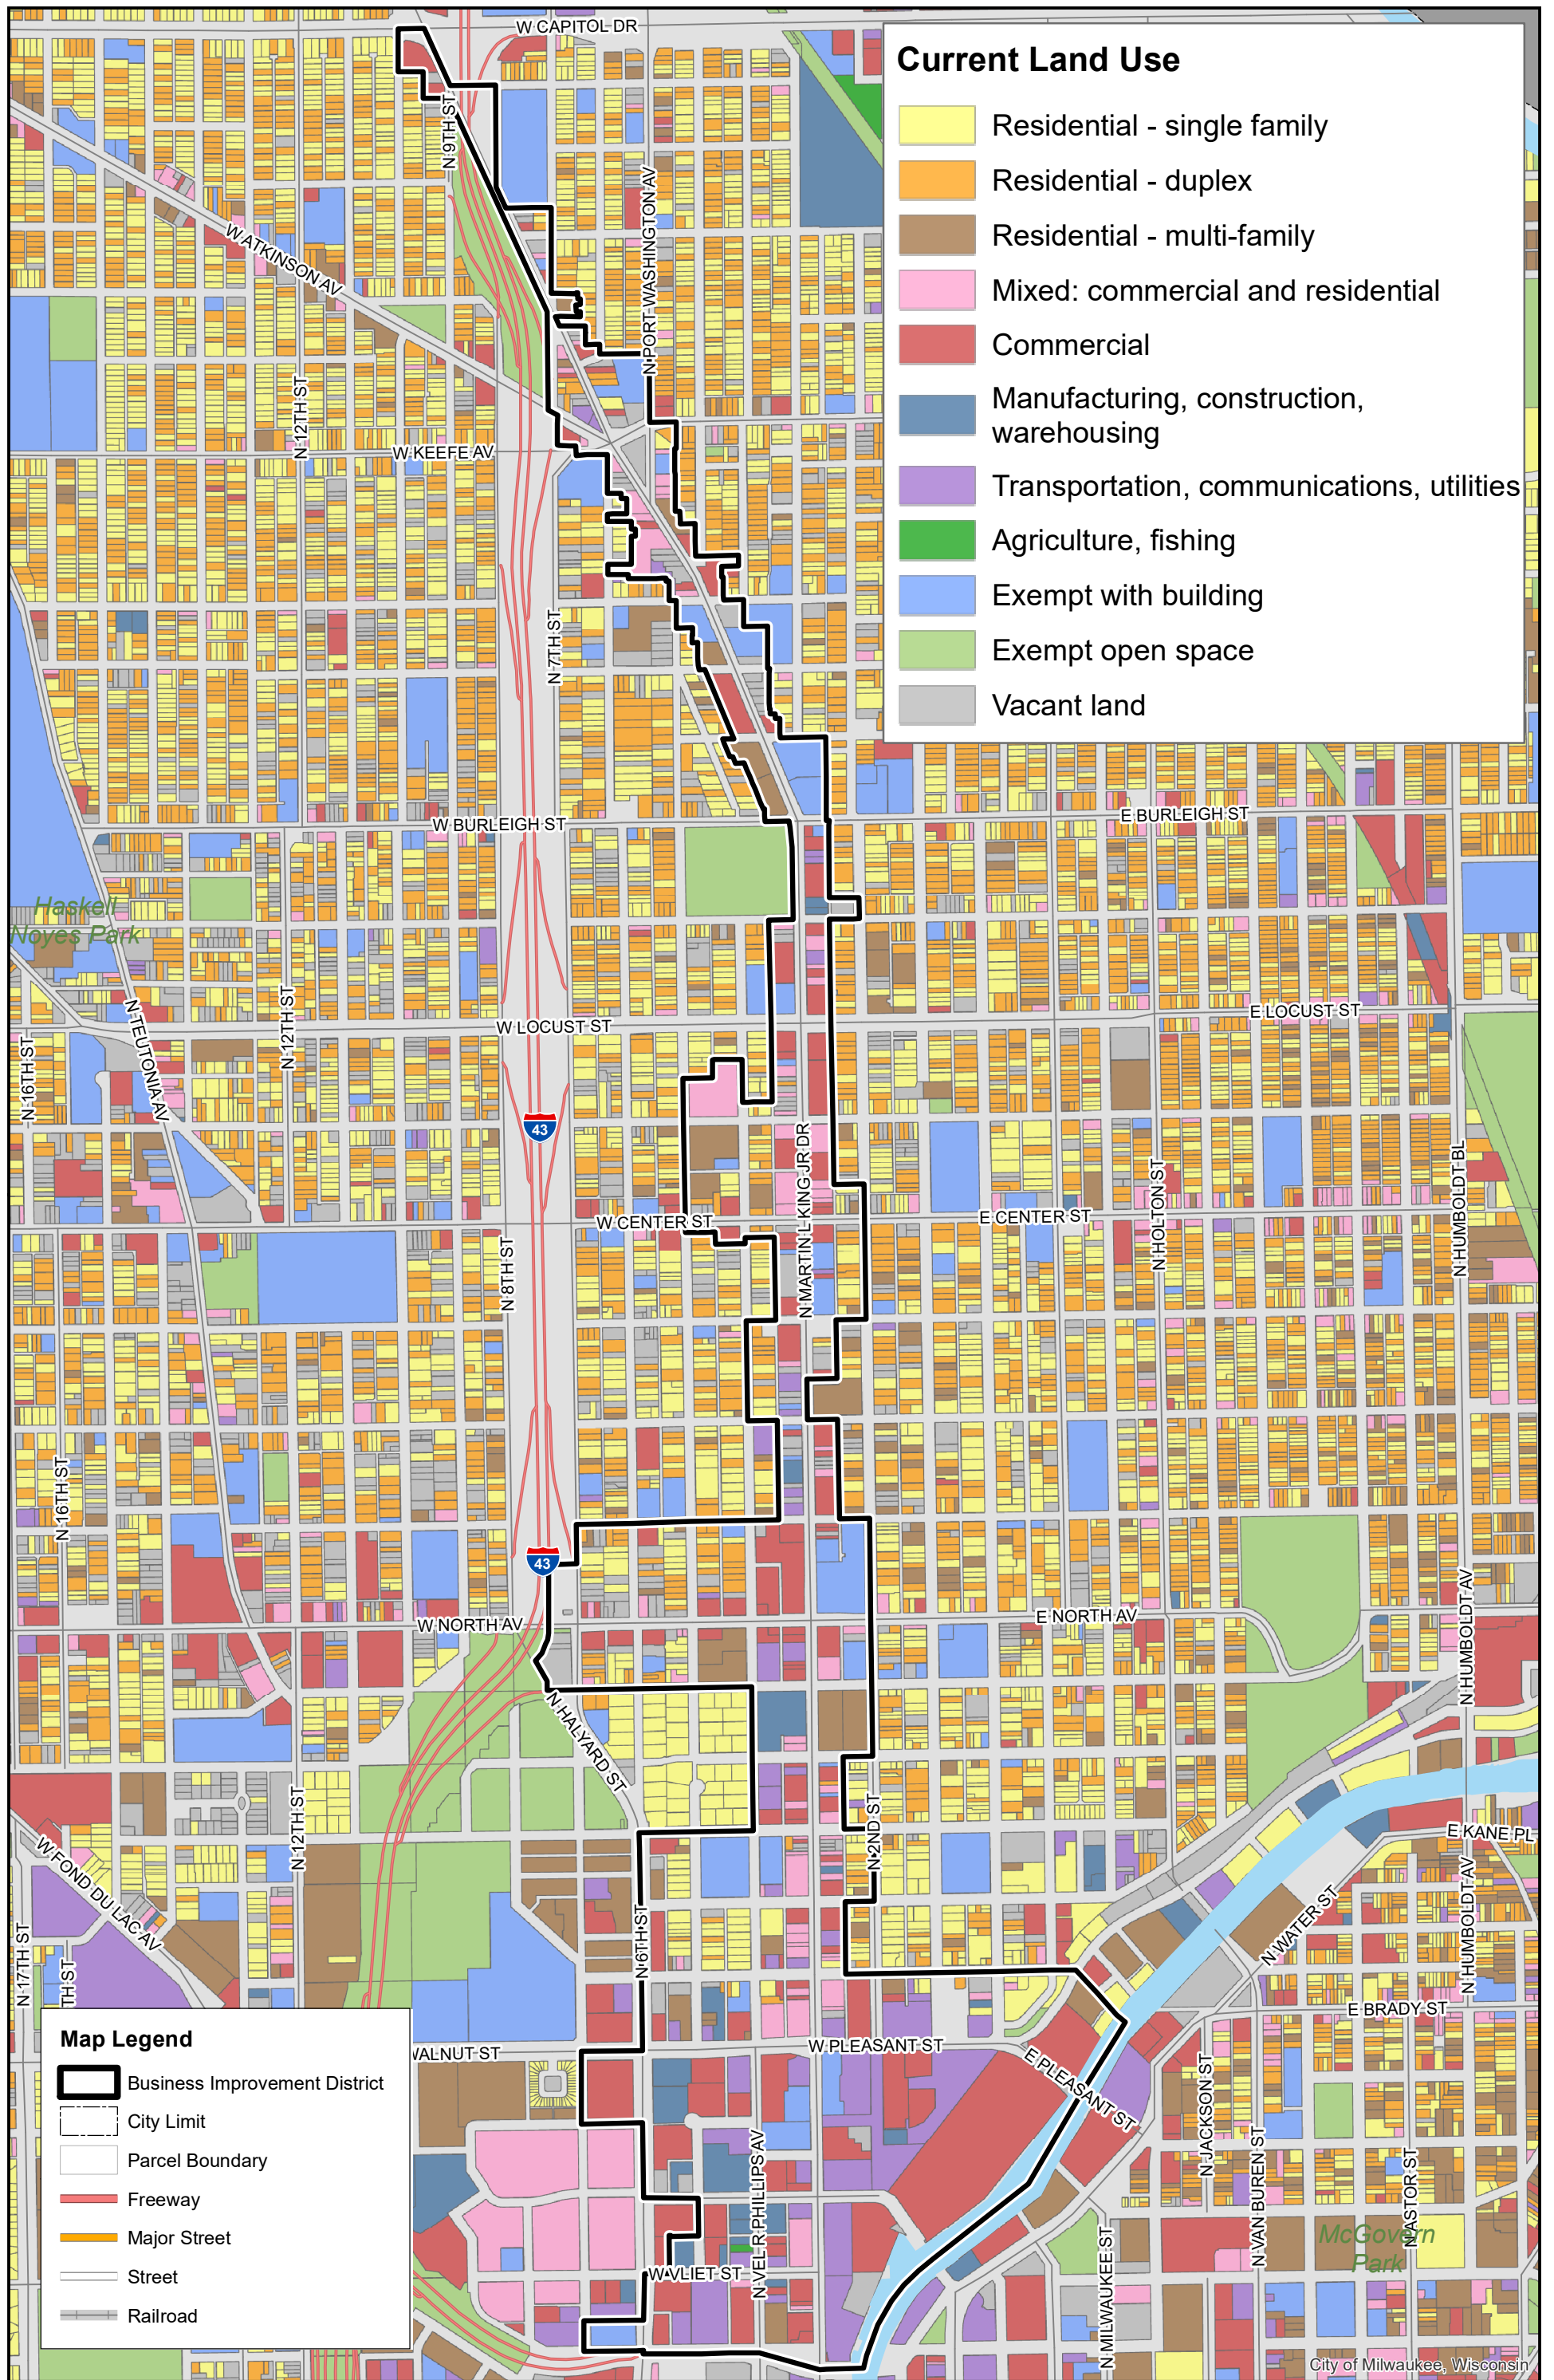 W CAPITOL DR
Current Land Use
Residential - single family
Residential - duplex
Residential - multi-family
Mixed: commercial and residential
Commercial
Manufacturing, construction,
warehousing
Transportation, communications, utilities
Agriculture, fishing
Exempt with building
Exempt open space
Vacant land
N 9TH ST
N PORT WASHINGTON AV
W ATKINSON AV
N 12TH ST
W KEEFE AV
N 7TH ST
W BURLEIGH ST
E BURLEIGH ST
Haskell
Noyes Park
N TEUTONIA AV
N 12TH ST
N 16TH ST
W LOCUST ST
E LOCUST ST
43
N MARTIN L KING JR DR
N HOLTON ST
N HUMBOLDT BL
W CENTER ST
E CENTER ST
N 8TH ST
N 16TH ST
43
W NORTH AV
E NORTH AV
N HUMBOLDT AV
N HALYARD ST
N 12TH ST
N 2ND ST
W FOND DU LAC AV
E KANE PL
N 17TH ST
TH ST
N 6TH ST
N WATER ST
N HUMBOLDT AV
E BRADY ST
WALNUT ST
W PLEASANT ST
E PLEASANT ST
N JACKSON ST
N VAN BUREN ST
N ASTOR ST
McGovern
Park
N VEL R PHILLIPS AV
W VLIET ST
N MILWAUKEE ST
Map Legend
Business Improvement District
City Limit
Parcel Boundary
Freeway
Major Street
Street
Railroad
City of Milwaukee, Wisconsin